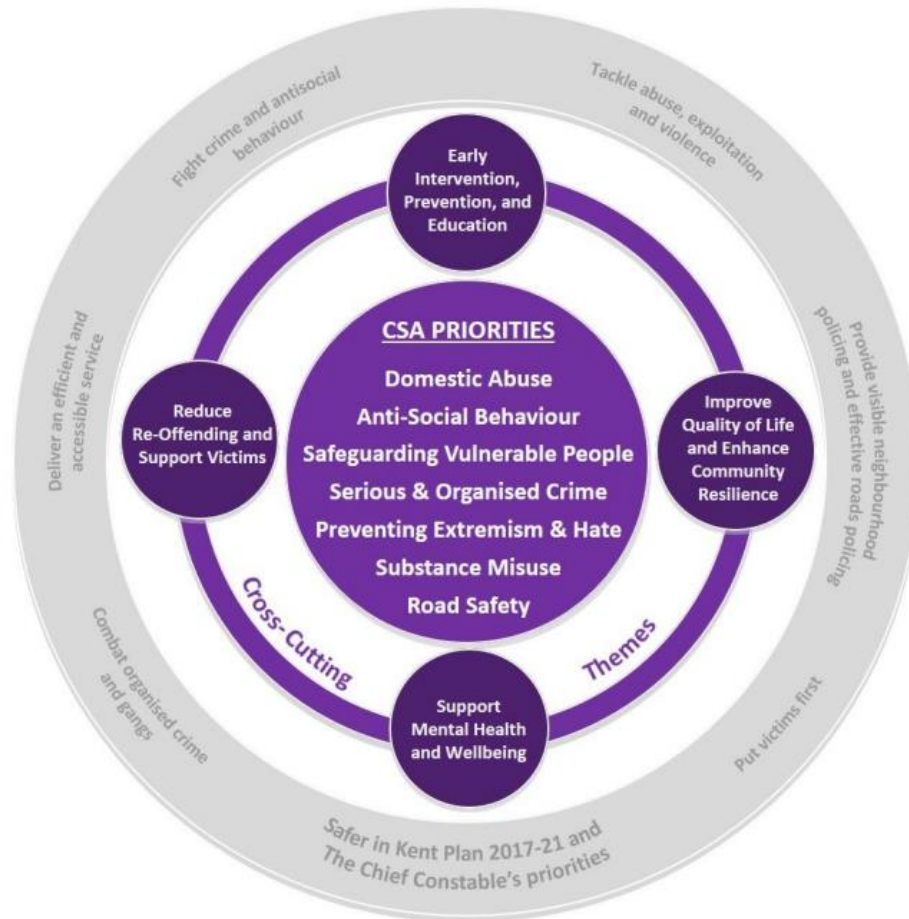 Fight crime and antisocial
behaviour
Tackle abuse, exploitation
and violence
Early
Intervention,
Prevention, and
Education
Deliver an efficient and
accessible service
Reduce
Re-Offending and
Support Victims
CSA PRIORITIES
Domestic Abuse
Anti-Social Behaviour
Safeguarding Vulnerable People
Serious & Organised Crime
Preventing Extremism & Hate
Substance Misuse
Road Safety
Improve
Quality of Life
and Enhance
Community
Resilience
Provide visible neighbourhood
policing and effective roads policing
Cross-Cutting
Themes
Support
Mental Health
and Wellbeing
Combat organised crime
and gangs
Put victims first
Safer in Kent Plan 2017-21 and
The Chief Constable's priorities